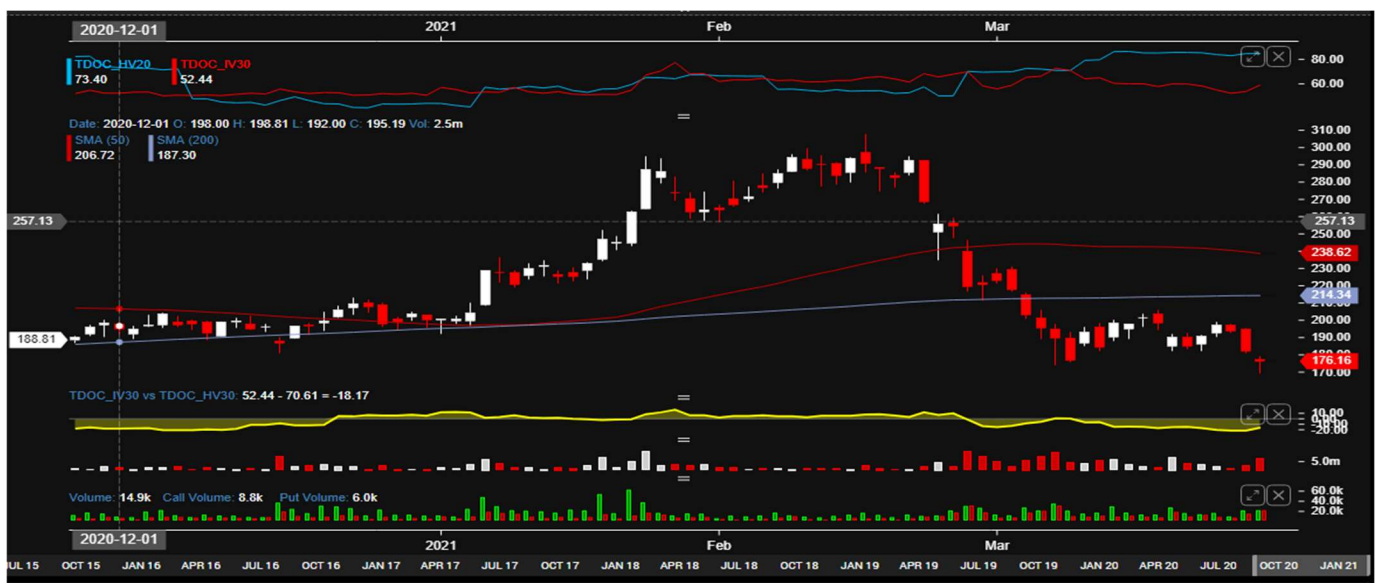 2020-12-01 2021 Feb Mar
TDOC_HV20 TDOC_IV30
73.40 52.44
80.00
60.00
Date: 2020-12-01 O: 198.00 H: 198.81 L: 192.00 C: 195.19 Vol: 2.5m
SMA (50) SMA (200)
206.72 187.30
310.00
300.00
290.00
280.00
270.00
257.13 257.13
250.00
238.62
230.00
214.34
200.00
188.81 190.00
176.16
170.00
TDOC_IV30 vs TDOC_HV30: 52.44 - 70.61 = -18.17
10.00
0.00
-20.00
5.0m
Volume: 14.9k Call Volume: 8.8k Put Volume: 6.0k
60.0k
40.0k
20.0k
2020-12-01 2021 Feb Mar
JUL 15 OCT 15 JAN 16 APR 16 JUL 16 OCT 16 JAN 17 APR 17 JUL 17 OCT 17 JAN 18 APR 18 JUL 18 OCT 18 JAN 19 APR 19 JUL 19 OCT 19 JAN 20 APR 20 JUL 20 OCT 20 JAN 21